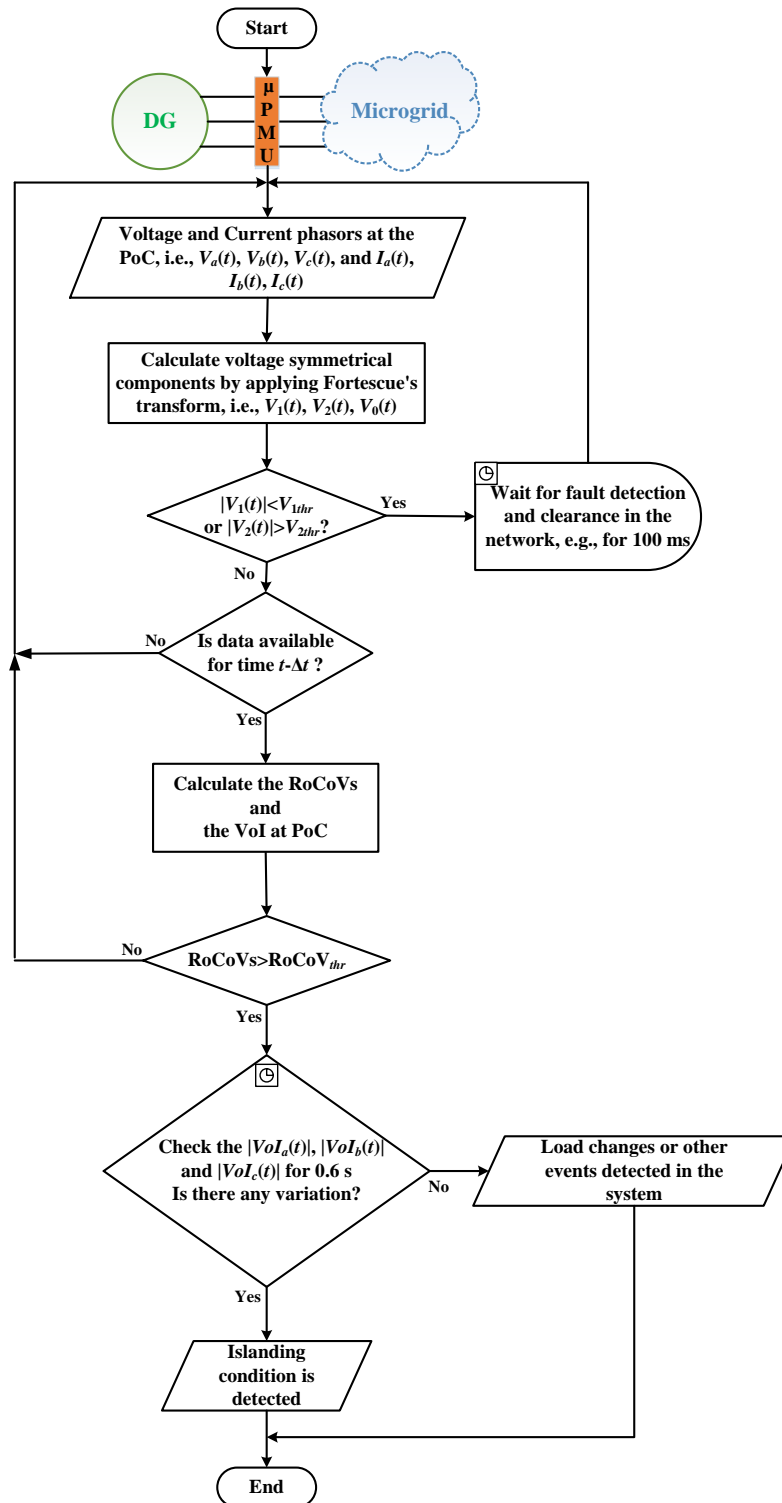 Start
DG
μ
P
M
U
Microgrid
Voltage and Current phasors at the
PoC, i.e., Va(t), Vb(t), Vc(t), and Ia(t),
Ib(t), Ic(t)
Calculate voltage symmetrical
components by applying Fortescue's
transform, i.e., V1(t), V2(t), V0(t)
|V1(t)|<V1thr
or |V2(t)|>V2thr?
Yes
Wait for fault detection
and clearance in the
network, e.g., for 100 ms
No
No
Is data available
for time t-Δt ?
Yes
Calculate the RoCoVs
and
the VoI at PoC
No
RoCoVs>RoCoVthr
Yes
Check the |VoIa(t)|, |VoIb(t)|
and |VoIc(t)| for 0.6 s
Is there any variation?
No
Load changes or other
events detected in the
system
Yes
Islanding
condition is
detected
End